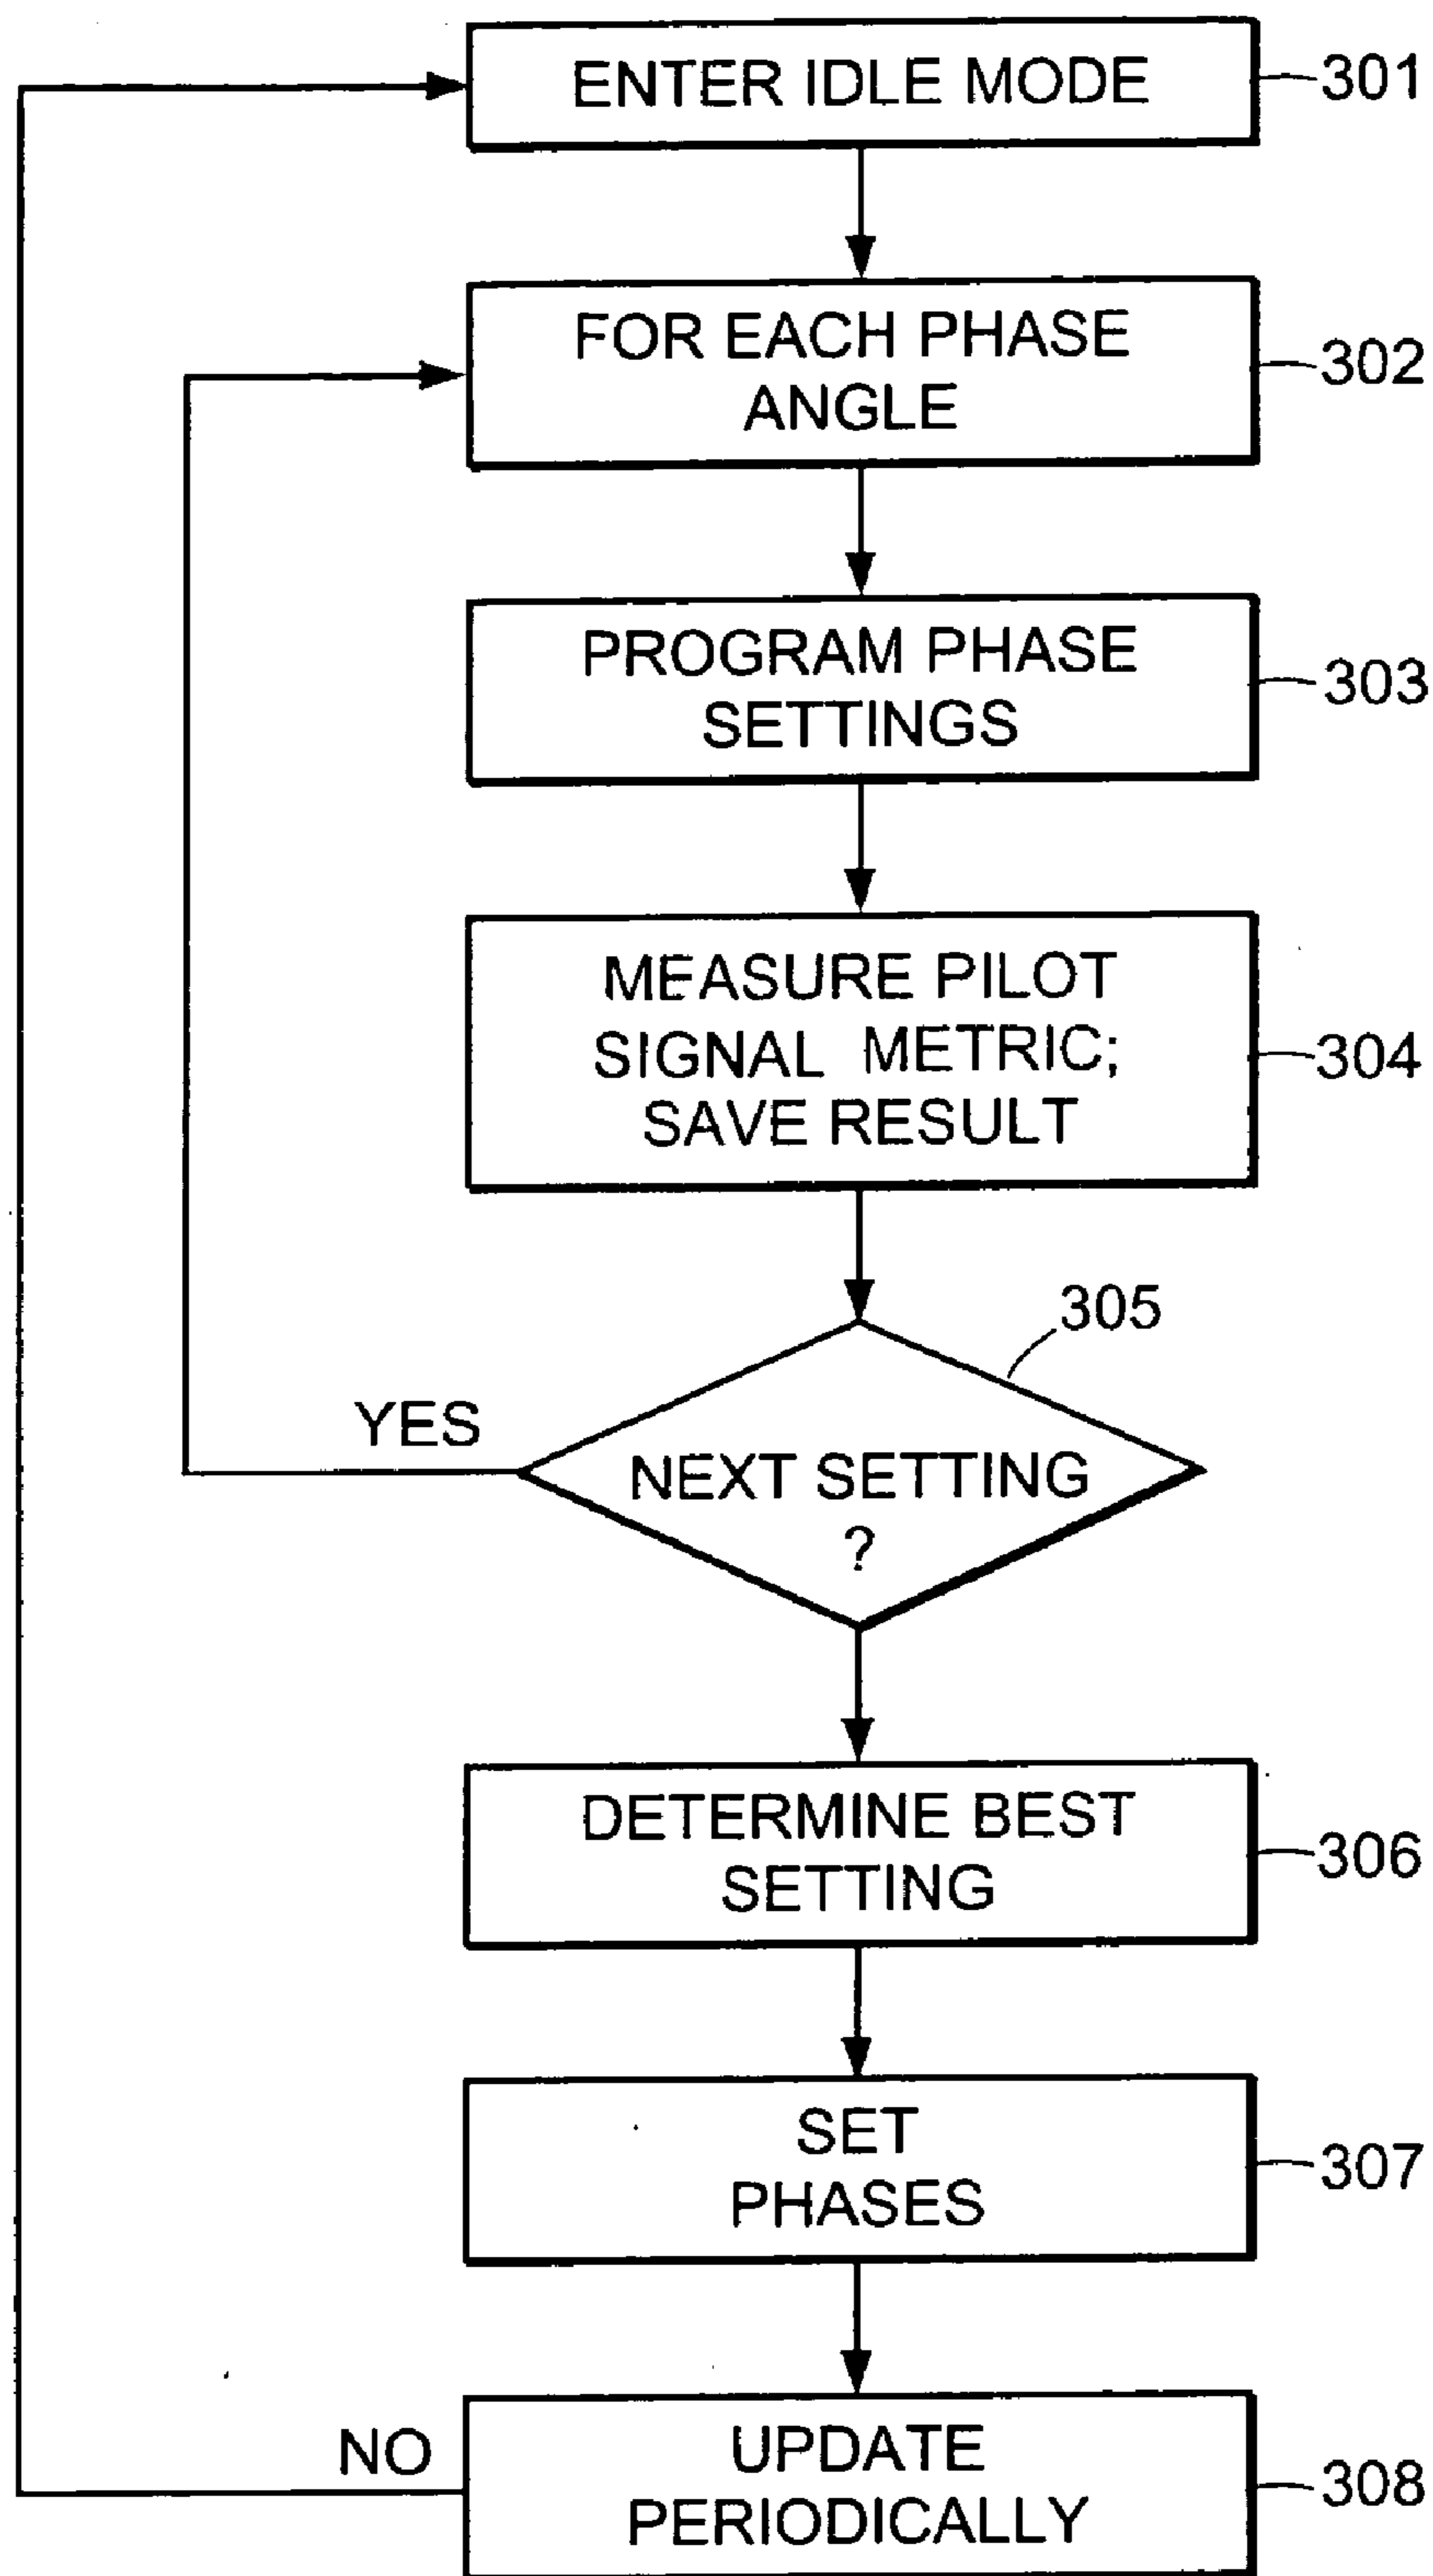 ENTER IDLE MODE
301
FOR EACH PHASE
ANGLE
302
PROGRAM PHASE
SETTINGS
303
MEASURE PILOT
SIGNAL METRIC;
SAVE RESULT
304
305
YES
NEXT SETTING
?
DETERMINE BEST
SETTING
306
SET
PHASES
307
NO
UPDATE
PERIODICALLY
308